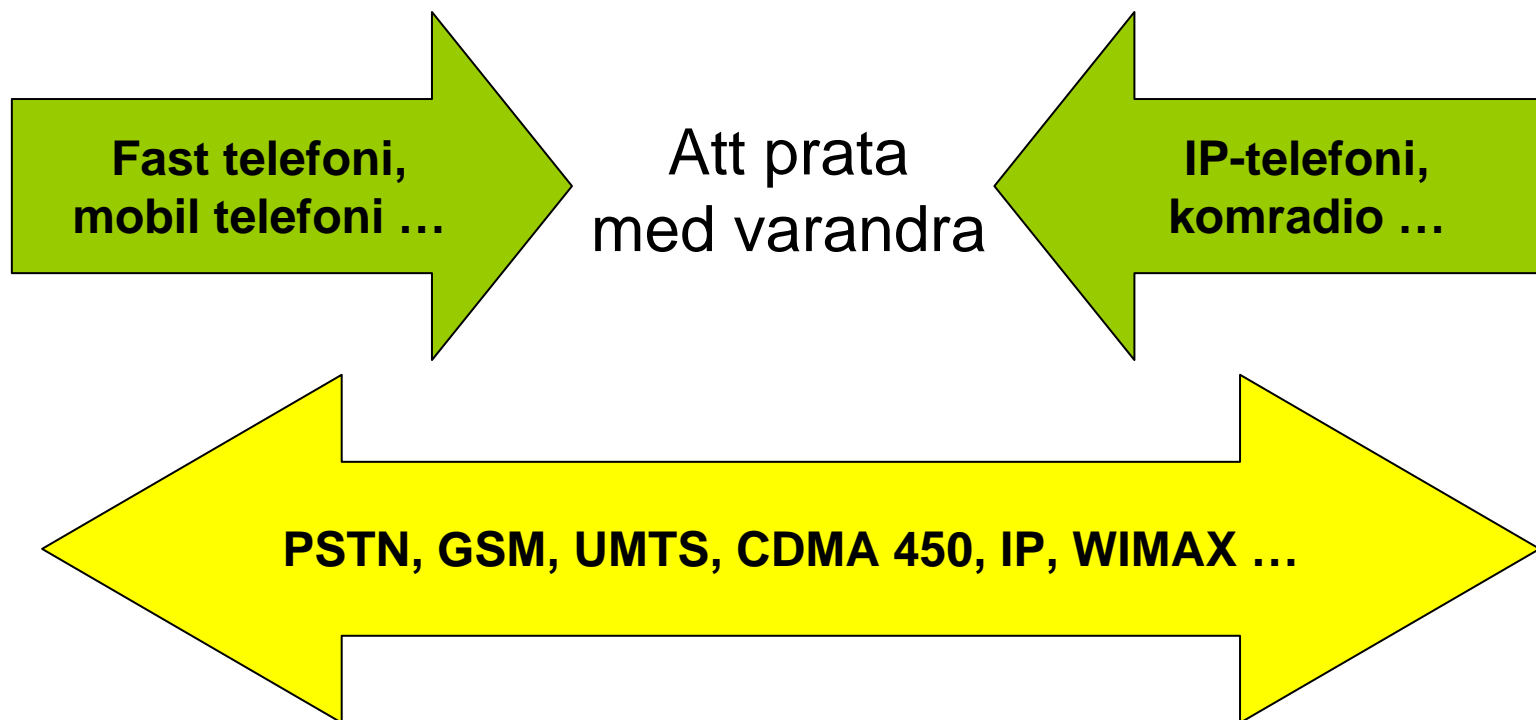 Fast telefoni,
mobil telefoni …
Att prata
med varandra
IP-telefoni,
komradio …
PSTN, GSM, UMTS, CDMA 450, IP, WIMAX …